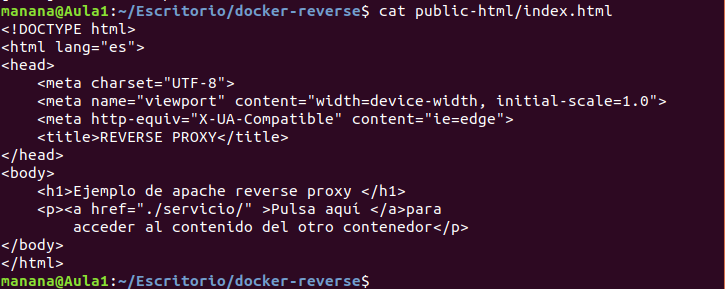 manana@Aula1:~/Escritorio/docker-reverse$ cat public-html/index.html
<!DOCTYPE html>
<html lang="es">
<head>
    <meta charset="UTF-8">
    <meta name="viewport" content="width=device-width, initial-scale=1.0">
    <meta http-equiv="X-UA-Compatible" content="ie=edge">
    <title>REVERSE PROXY</title>
</head>
<body>
    <h1>Ejemplo de apache reverse proxy </h1>
    <p><a href="./servicio/" >Pulsa aquí </a>para
        acceder al contenido del otro contenedor</p>
</body>
</html>
manana@Aula1:~/Escritorio/docker-reverse$